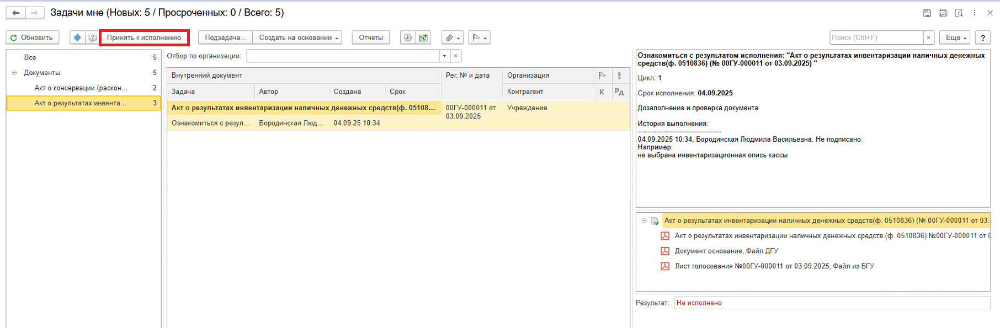 Задачи мне (Новых: 5 / Просроченных: 0 / Всего: 5)
Обновить
Принять к исполнению
Подзадача...
Создать на основании
Отчеты
Поиск (Ctrl+F)
×
Еще
?
Все 5
Документы 5
Акт о консервации (раскон... 2
Акт о результатах инвента... 3
Отбор по организации:
×
Внутренний документ
Рег. № и дата
Организация
!
Задача
Автор
Создана
Срок
Контрагент
К
Рд
Акт о результатах инвентаризации наличных денежных средств(ф. 05108...
00ГУ-000011 от
03.09.2025
Учреждение
Ознакомиться с резул...
Бородинская Люд...
04.09.25 10:34
Ознакомиться с результатом исполнения: "Акт о результатах инвентаризации наличных денежных
средств(ф. 0510836) (№ 00ГУ-000011 от 03.09.2025) "
Цикл: 1
Срок исполнения: 04.09.2025
Дозаполнение и проверка документа
История выполнения:
------------------------------------
04.09.2025 10:34, Бородинская Людмила Васильевна. Не подписано:
Например:
не выбрана инвентаризационная опись кассы
Акт о результатах инвентаризации наличных денежных средств(ф. 0510836) (№ 00ГУ-000011 от 03.
Акт о результатах инвентаризации наличных денежных средств (ф. 0510836) №00ГУ-000011 от 0
Документ основание, Файл ДГУ
Лист голосования №00ГУ-000011 от 03.09.2025, Файл из БГУ
Результат: Не исполнено